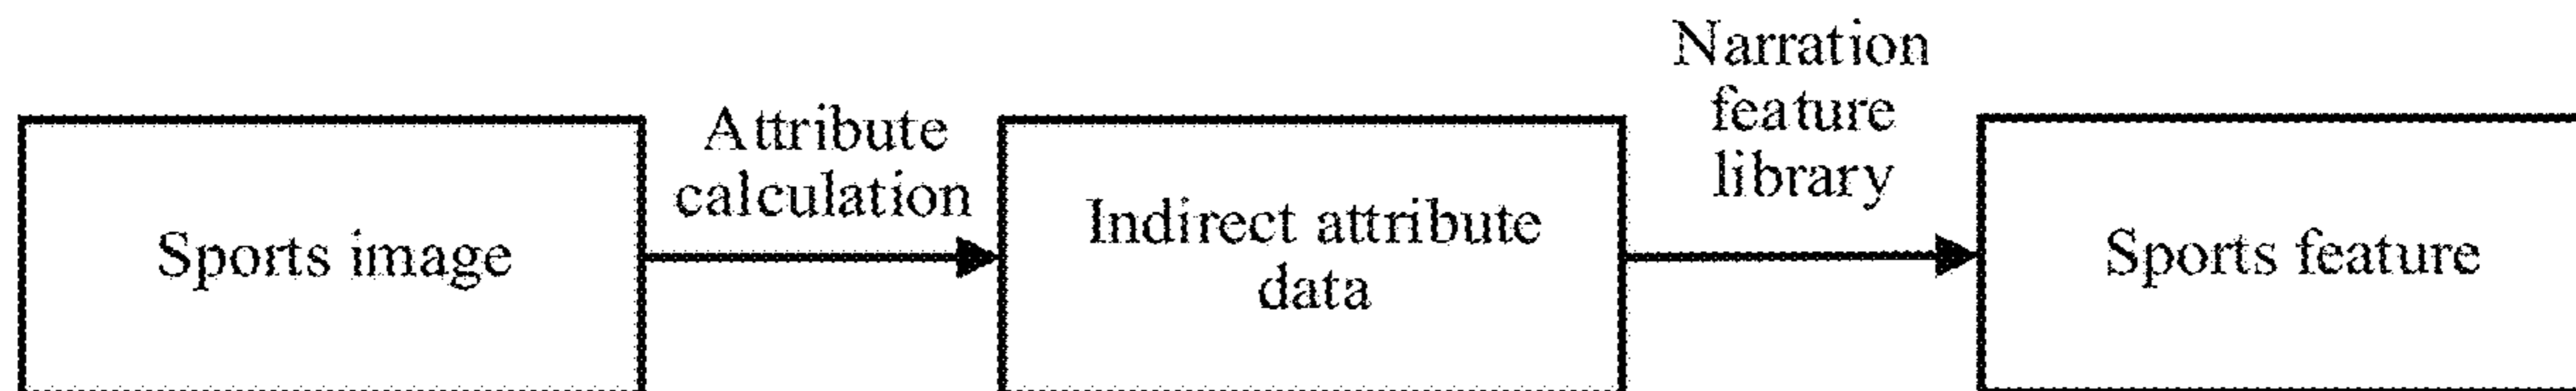 Sports image
Attribute
calculation
Indirect attribute
data
Narration
feature
library
Sports feature